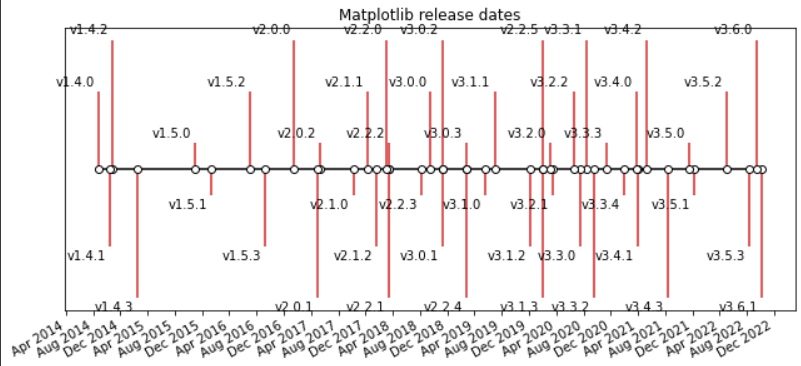 Matplotlib release dates
v1.4.2 v2.0.0 v2.2.0 v3.0.2 v2.2.5 v3.3.1 v3.4.2 v3.6.0
v1.4.0 v1.5.2 v2.1.1 v3.0.0 v3.1.1 v3.2.2 v3.4.0 v3.5.2
v1.5.0 v2.0.2 v2.2.2 v3.0.3 v3.2.0 v3.3.3 v3.5.0
v1.5.1 v2.1.0 v2.2.3 v3.1.0 v3.2.1 v3.3.4 v3.5.1
v1.4.1 v1.5.3 v2.1.2 v3.0.1 v3.1.2 v3.3.0 v3.4.1 v3.5.3
v1.4.3 v2.0.1 v2.2.1 v2.2.4 v3.1.3 v3.3.2 v3.4.3 v3.6.1
Apr 2014 Aug 2014 Dec 2014 Apr 2015 Aug 2015 Dec 2015 Apr 2016 Aug 2016 Dec 2016 Apr 2017 Aug 2017 Dec 2017 Apr 2018 Aug 2018 Dec 2018 Apr 2019 Aug 2019 Dec 2019 Apr 2020 Aug 2020 Dec 2020 Apr 2021 Aug 2021 Dec 2021 Apr 2022 Aug 2022 Dec 2022